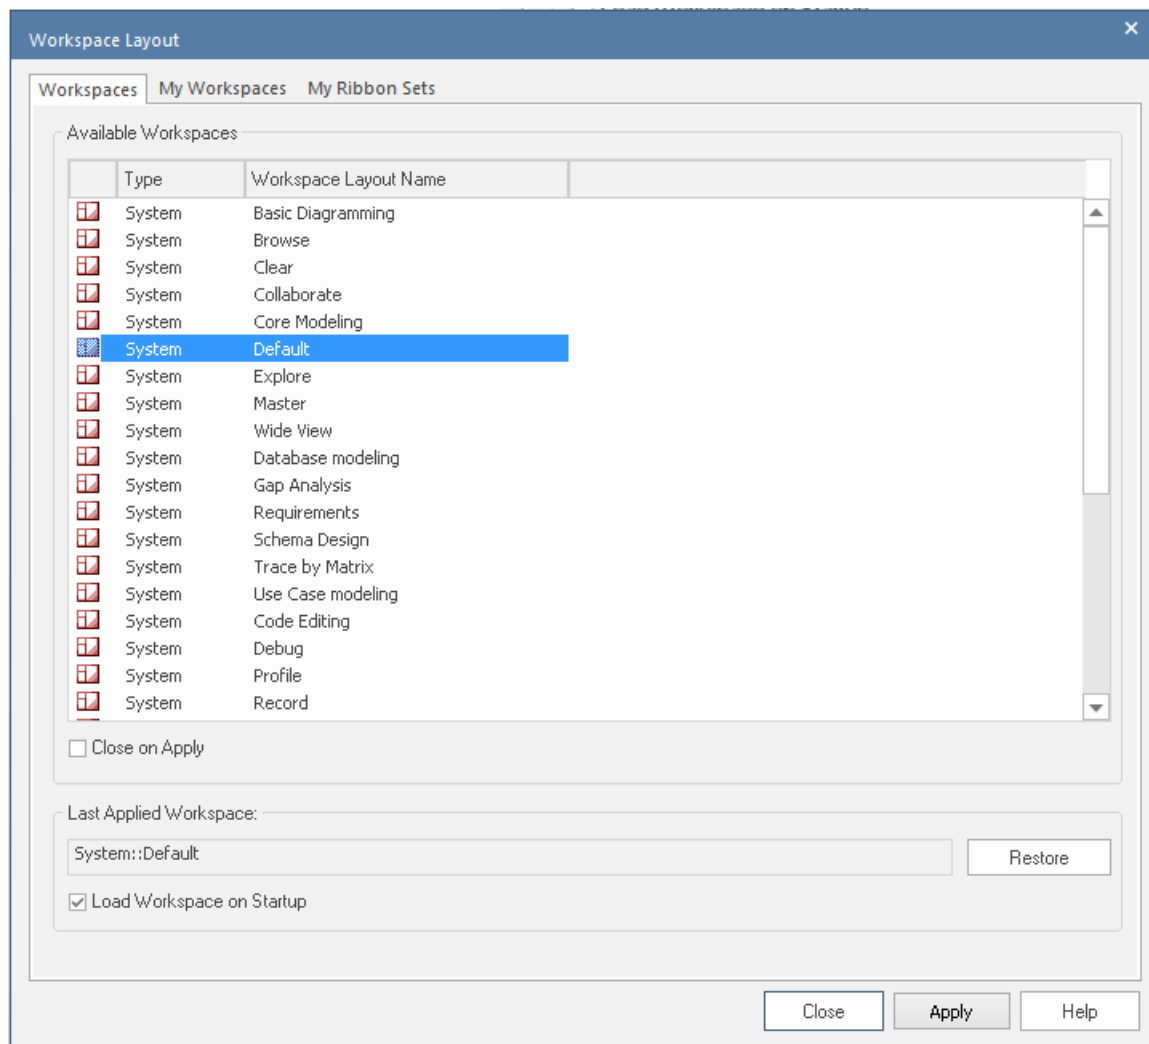 Workspace Layout
Workspaces My Workspaces My Ribbon Sets
Available Workspaces
Type Workspace Layout Name
System Basic Diagramming
System Browse
System Clear
System Collaborate
System Core Modeling
System Default
System Explore
System Master
System Wide View
System Database modeling
System Gap Analysis
System Requirements
System Schema Design
System Trace by Matrix
System Use Case modeling
System Code Editing
System Debug
System Profile
System Record
Close on Apply
Last Applied Workspace:
System::Default
Restore
Load Workspace on Startup
Close Apply Help